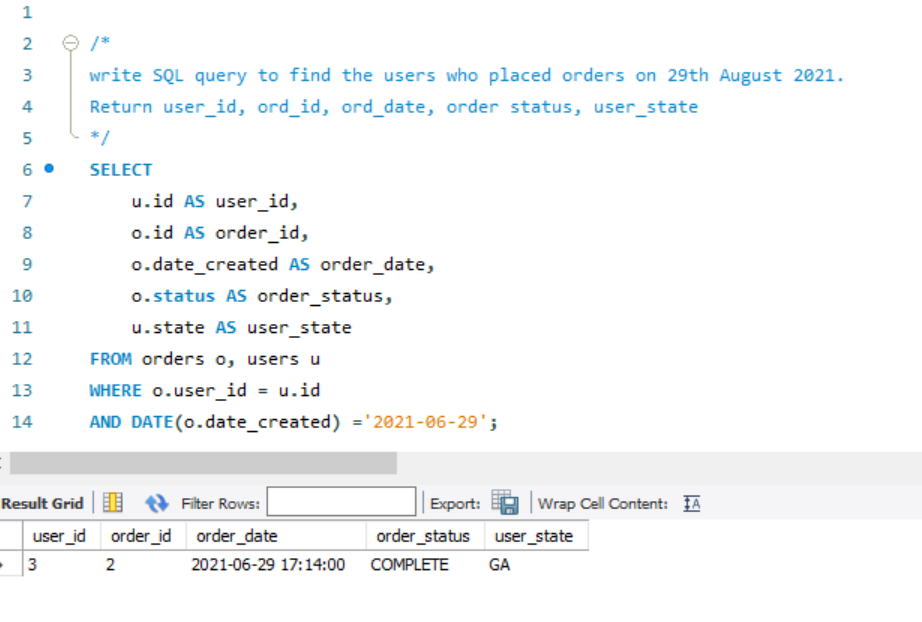 1
2 /*
3 write SQL query to find the users who placed orders on 29th August 2021.
4 Return user_id, ord_id, ord_date, order status, user_state
5 */
6 SELECT
7 u.id AS user_id,
8 o.id AS order_id,
9 o.date_created AS order_date,
10 o.status AS order_status,
11 u.state AS user_state
12 FROM orders o, users u
13 WHERE o.user_id = u.id
14 AND DATE(o.date_created) ='2021-06-29';
Result Grid Filter Rows: Export: Wrap Cell Content: IA
user_id order_id order_date order_status user_state
3 2 2021-06-29 17:14:00 COMPLETE GA